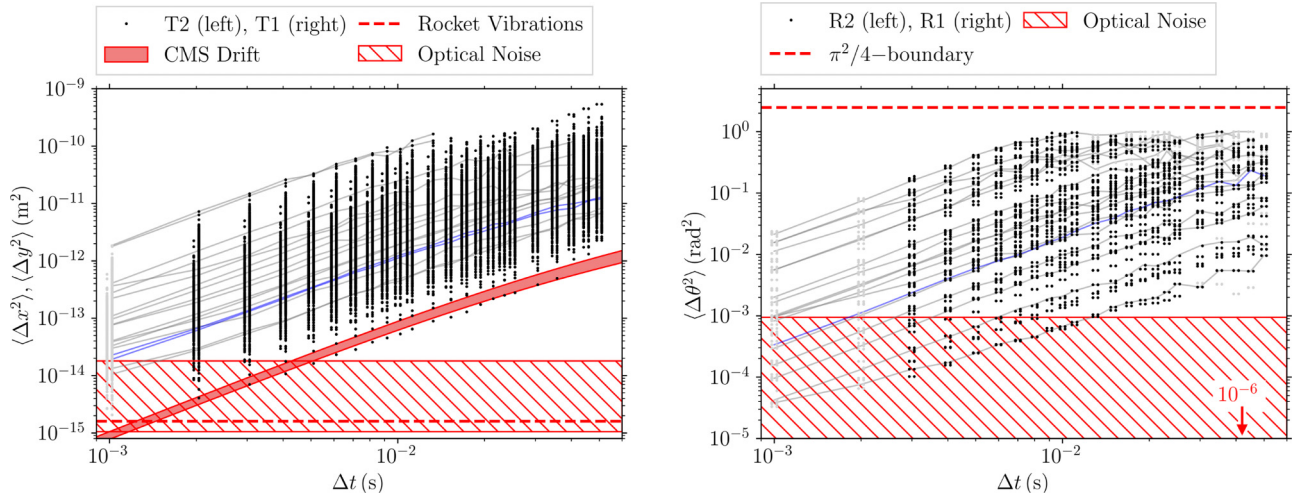 T2 (left), T1 (right) Rocket Vibrations
CMS Drift Optical Noise
10⁻⁹
10⁻¹⁰
10⁻¹¹
10⁻¹²
10⁻¹³
10⁻¹⁴
10⁻¹⁵
⟨Δx²⟩, ⟨Δy²⟩ (m²)
10⁻³ 10⁻²
Δt (s)
R2 (left), R1 (right) Optical Noise
π²/4−boundary
10⁰
10⁻¹
10⁻²
10⁻³
10⁻⁴
10⁻⁵
⟨Δθ²⟩ (rad²)
10⁻⁶
10⁻³ 10⁻²
Δt (s)